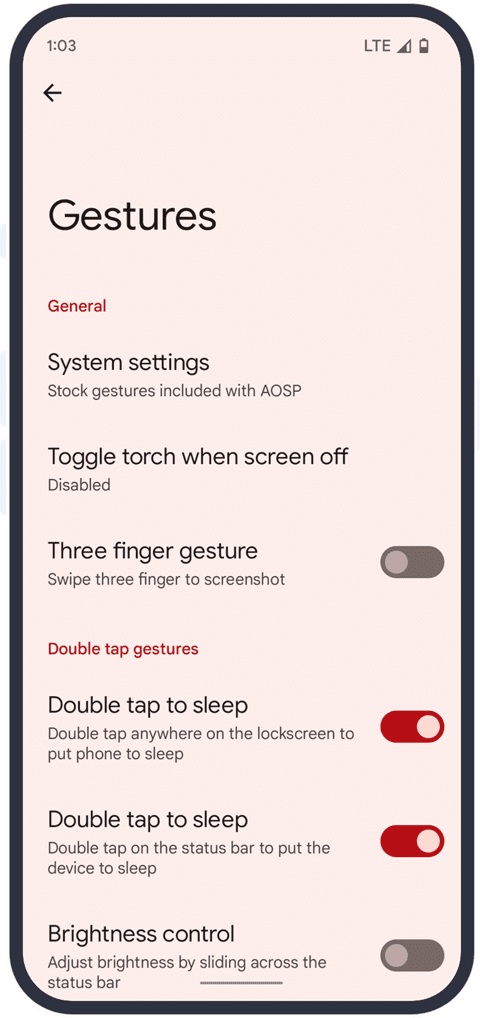 1:03 LTE
Gestures
General
System settings
Stock gestures included with AOSP
Toggle torch when screen off
Disabled
Three finger gesture
Swipe three finger to screenshot
Double tap gestures
Double tap to sleep
Double tap anywhere on the lockscreen to
put phone to sleep
Double tap to sleep
Double tap on the status bar to put the
device to sleep
Brightness control
Adjust brightness by sliding across the
status bar